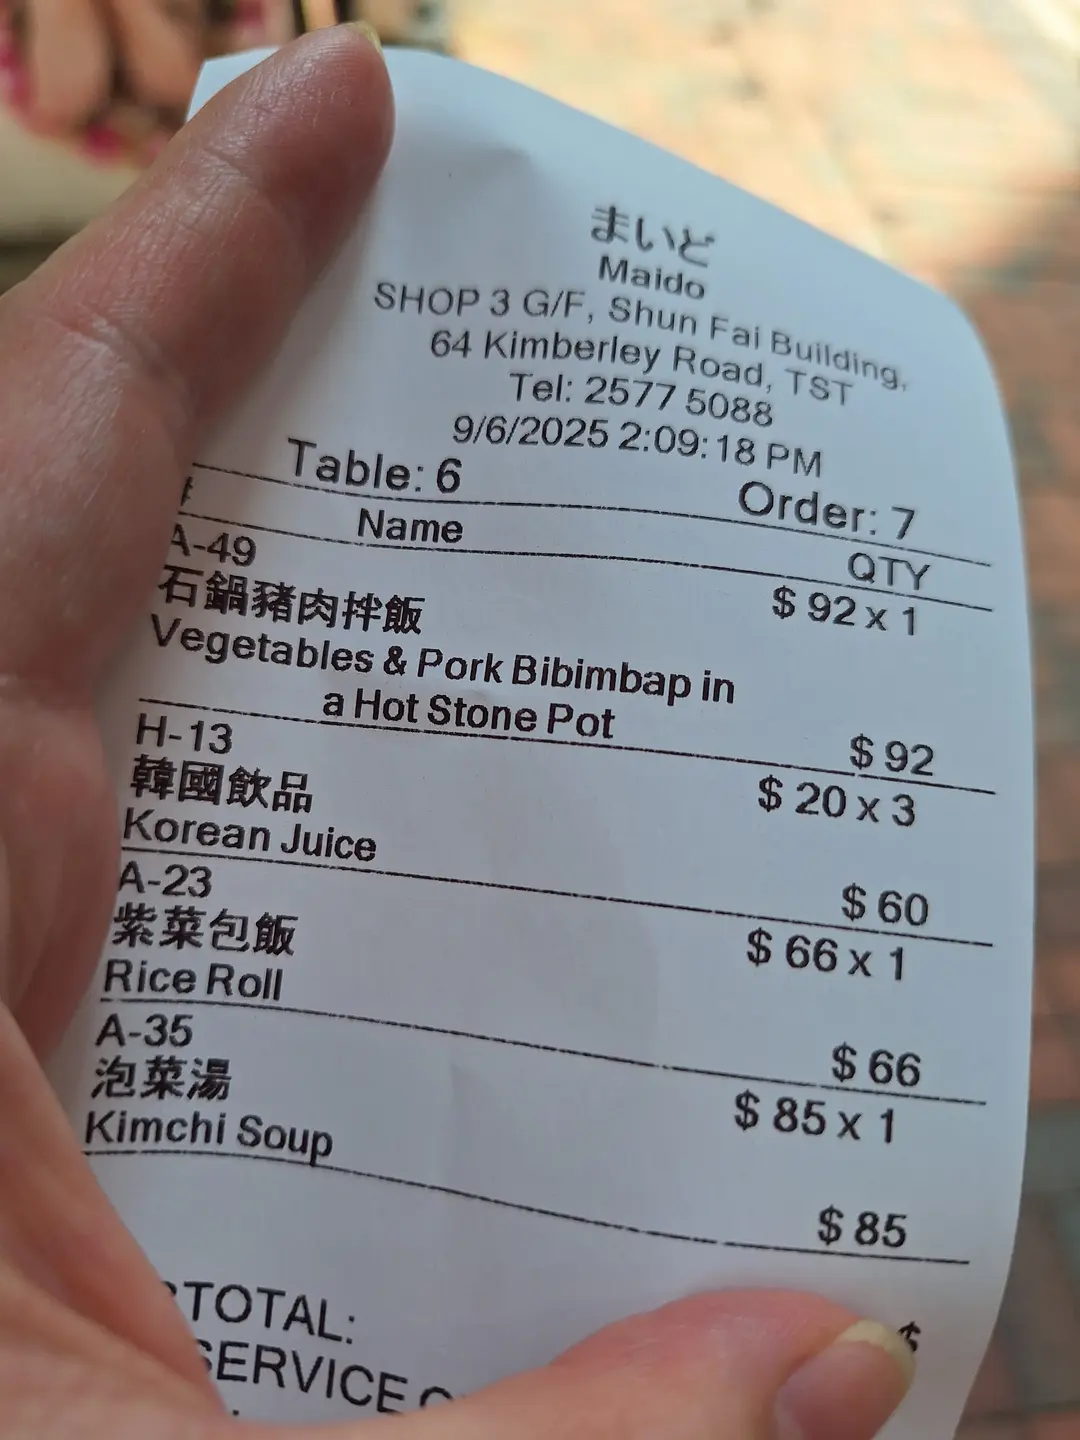 まいど
Maido
SHOP 3 G/F, Shun Fai Building,
64 Kimberley Road, TST
Tel: 2577 5088
9/6/2025 2:09:18 PM
Table: 6 Order: 7
# Name QTY
A-49 $ 92 x 1
石鍋豬肉拌飯
Vegetables & Pork Bibimbap in
a Hot Stone Pot
$ 92
H-13 $ 20 x 3
韓國飲品
Korean Juice
$ 60
A-23 $ 66 x 1
紫菜包飯
Rice Roll
$ 66
A-35 $ 85 x 1
泡菜湯
Kimchi Soup
$ 85
TOTAL: $
SERVICE